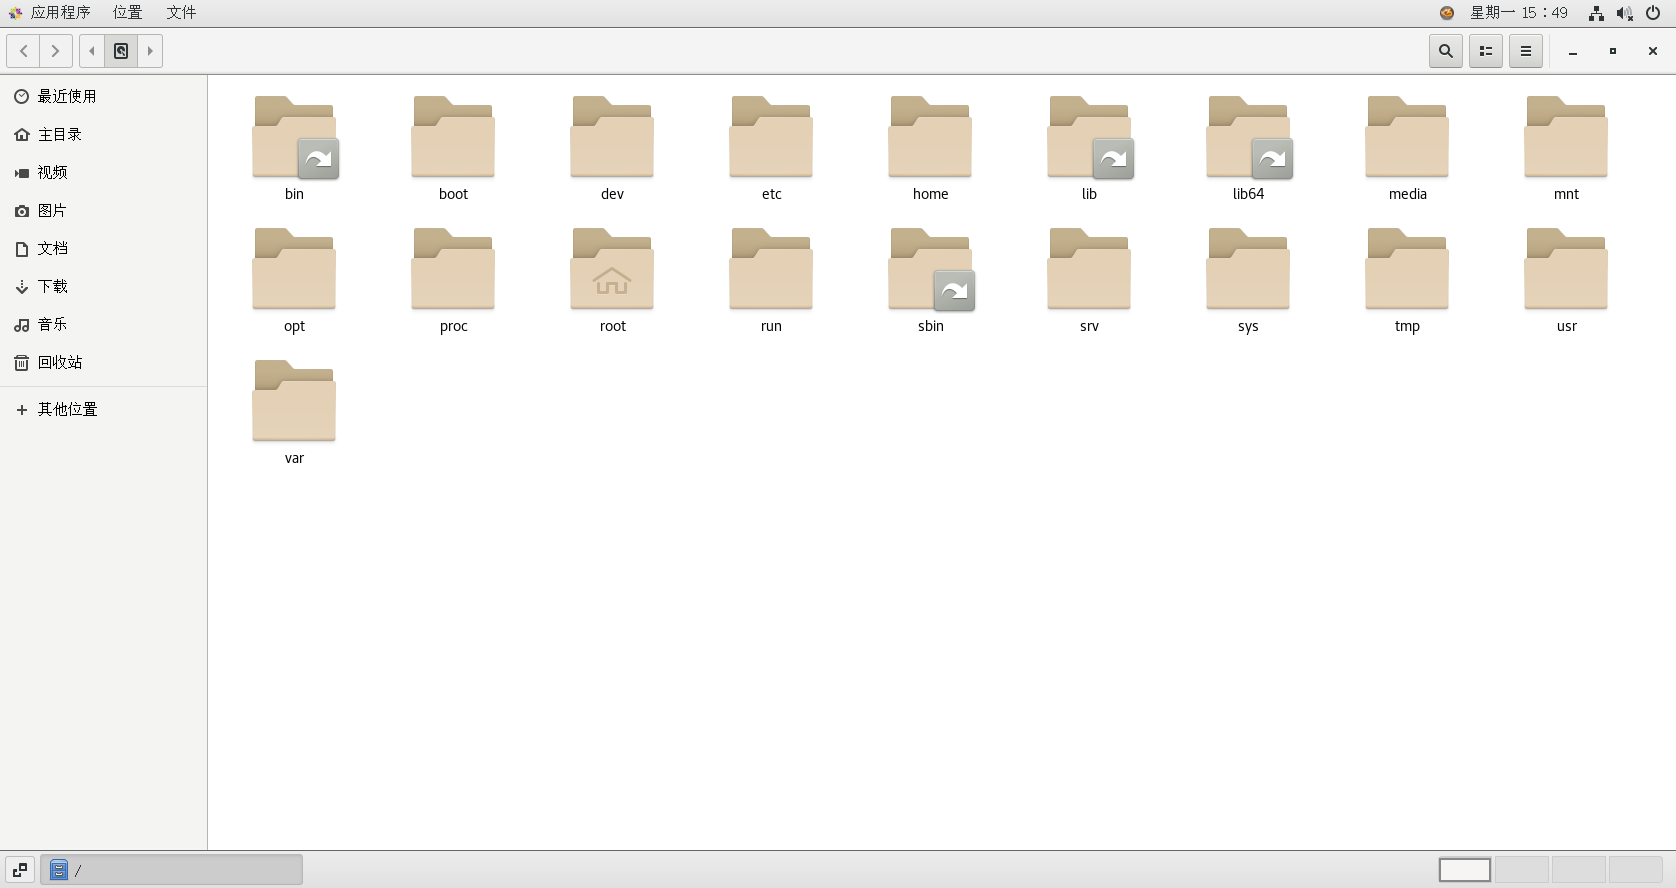 应用程序 位置 文件 星期一 15：49
最近使用
主目录
视频
图片
文档
下载
音乐
回收站
其他位置
bin boot dev etc home lib lib64 media mnt
opt proc root run sbin srv sys tmp usr
var
/